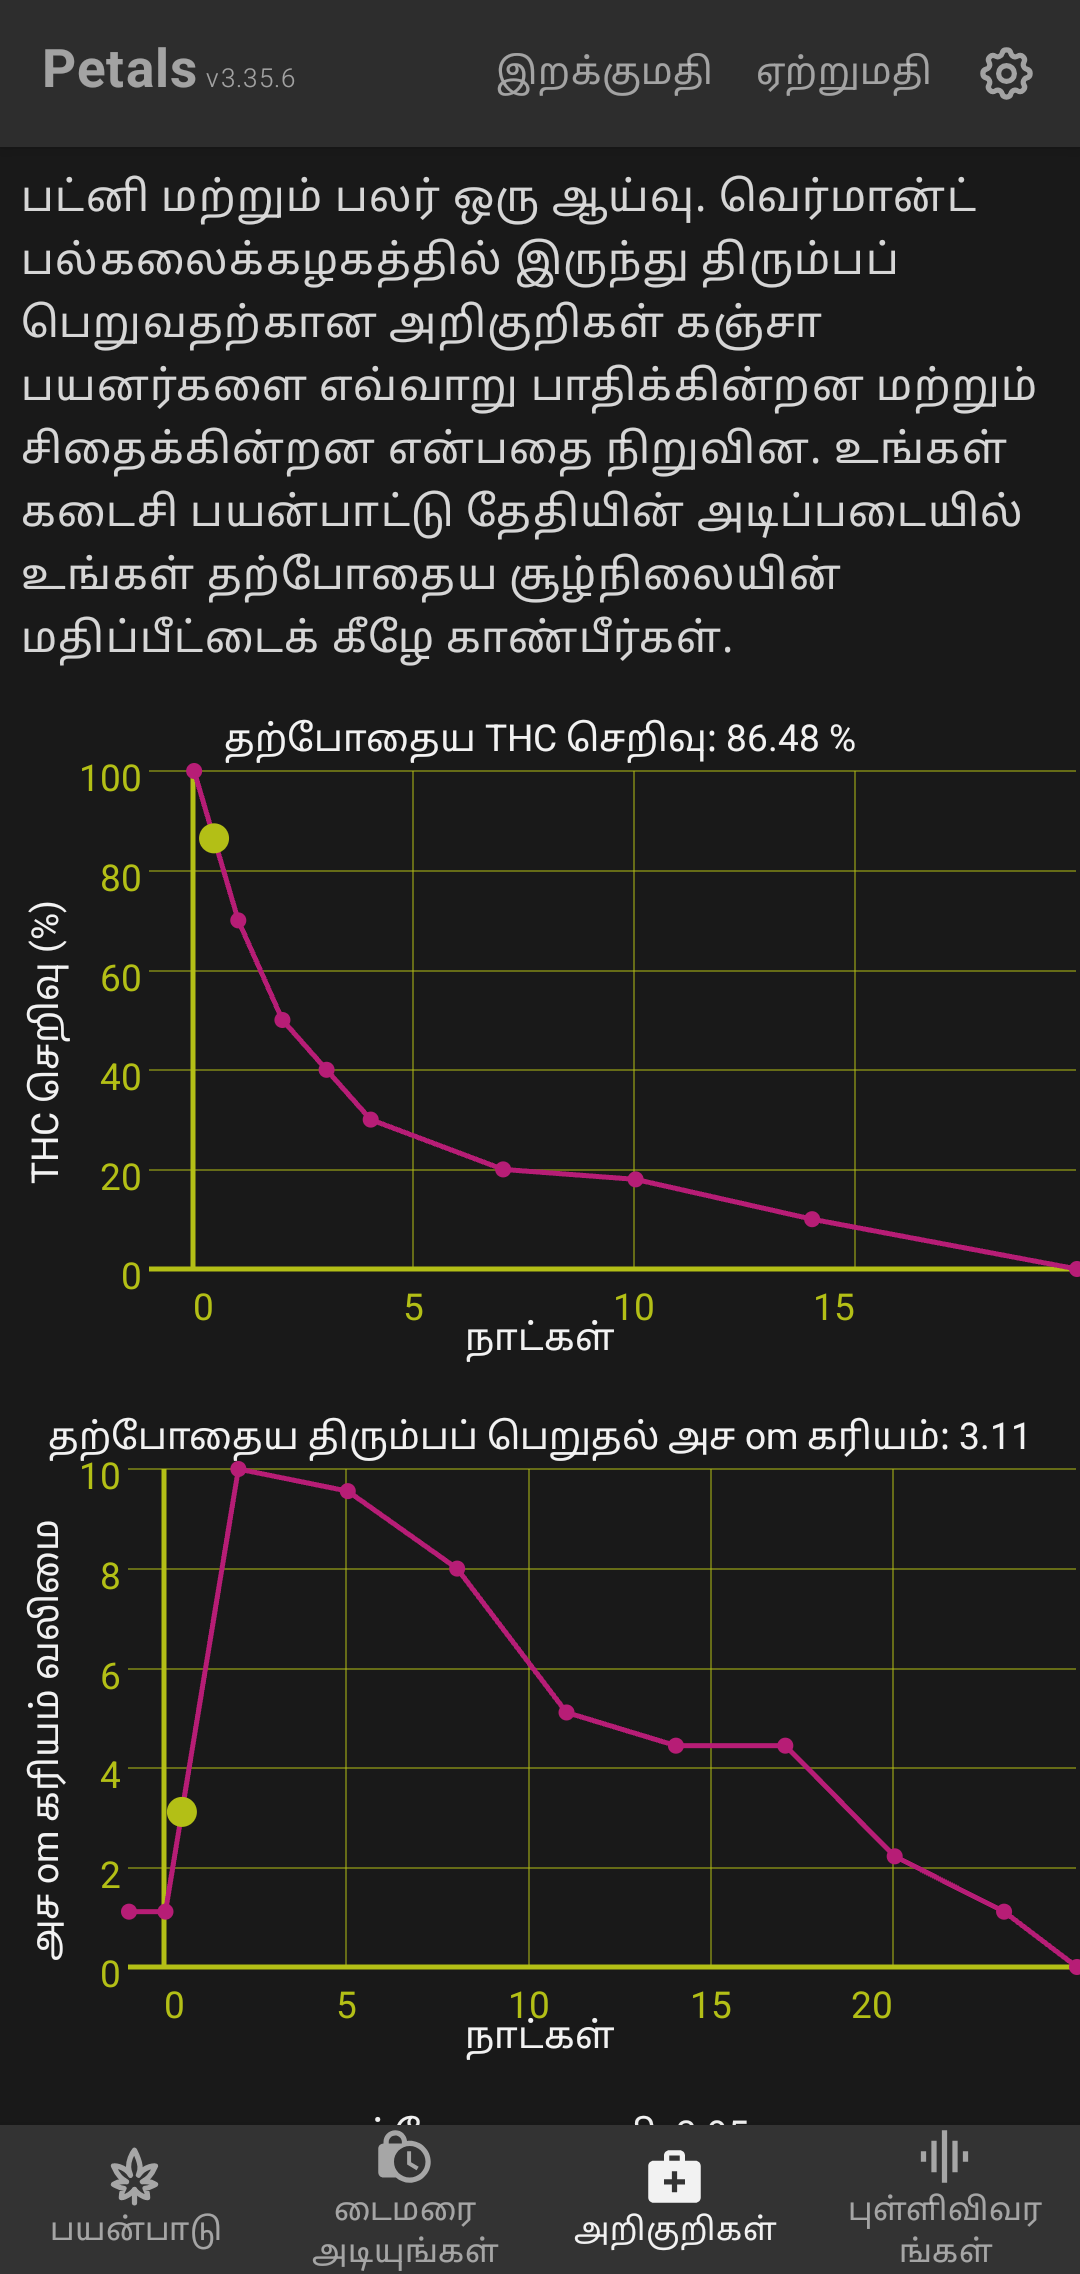 Petals v3.35.6 இறக்குமதி ஏற்றுமதி
பட்னி மற்றும் பலர் ஒரு ஆய்வு. வெர்மான்ட்
பல்கலைக்கழகத்தில் இருந்து திரும்பப்
பெறுவதற்கான அறிகுறிகள் கஞ்சா
பயனர்களை எவ்வாறு பாதிக்கின்றன மற்றும்
சிதைக்கின்றன என்பதை நிறுவின. உங்கள்
கடைசி பயன்பாட்டு தேதியின் அடிப்படையில்
உங்கள் தற்போதைய சூழ்நிலையின்
மதிப்பீட்டைக் கீழே காண்பீர்கள்.
தற்போதைய THC செறிவு: 86.48 %
THC செறிவு (%)
100
80
60
40
20
0
0 5 10 15
நாட்கள்
தற்போதைய திரும்பப் பெறுதல் அச om கரியம்: 3.11
அச om கரியம் வலிமை
10
8
6
4
2
0
0 5 10 15 20
நாட்கள்
பயன்பாடு
டைமரை
அடியுங்கள்
அறிகுறிகள்
புள்ளிவிவர
ங்கள்